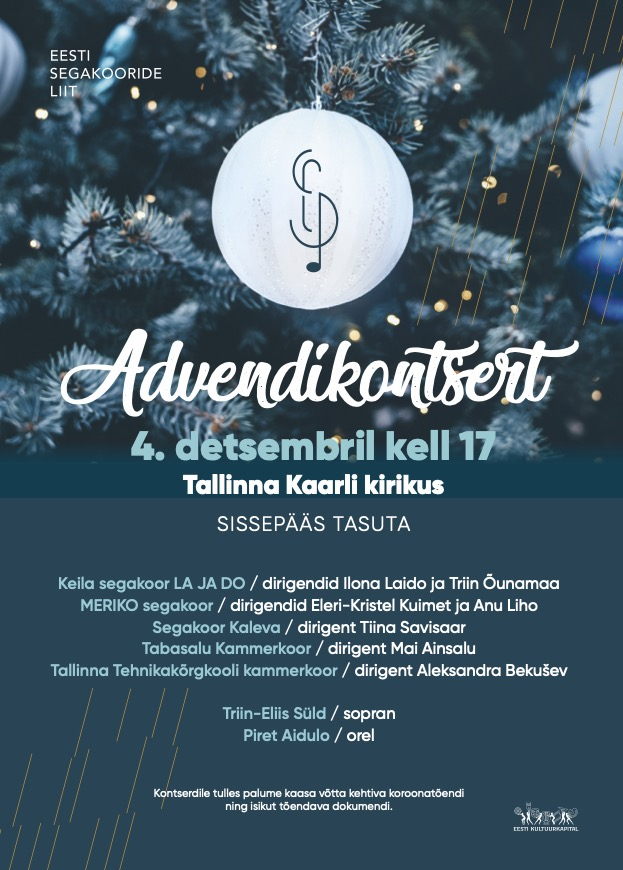 EESTI
SEGAKOORIDE
LIIT
Advendikontsert
4. detsembril kell 17
Tallinna Kaarli kirikus
SISSEPÄÄS TASUTA
Keila segakoor LA JA DO / dirigendid Ilona Laido ja Triin Õunamaa
MERIKO segakoor / dirigendid Eleri-Kristel Kuimet ja Anu Liho
Segakoor Kaleva / dirigent Tiina Savisaar
Tabasalu Kammerkoor / dirigent Mai Ainsalu
Tallinna Tehnikakõrgkooli kammerkoor / dirigent Aleksandra Bekušev
Triin-Eliis Süld / sopran
Piret Aidulo / orel
Kontserdile tulles palume kaasa võtta kehtiva koroonatõendi
ning isikut tõendava dokumendi.
EESTI KULTUURKAPITAL